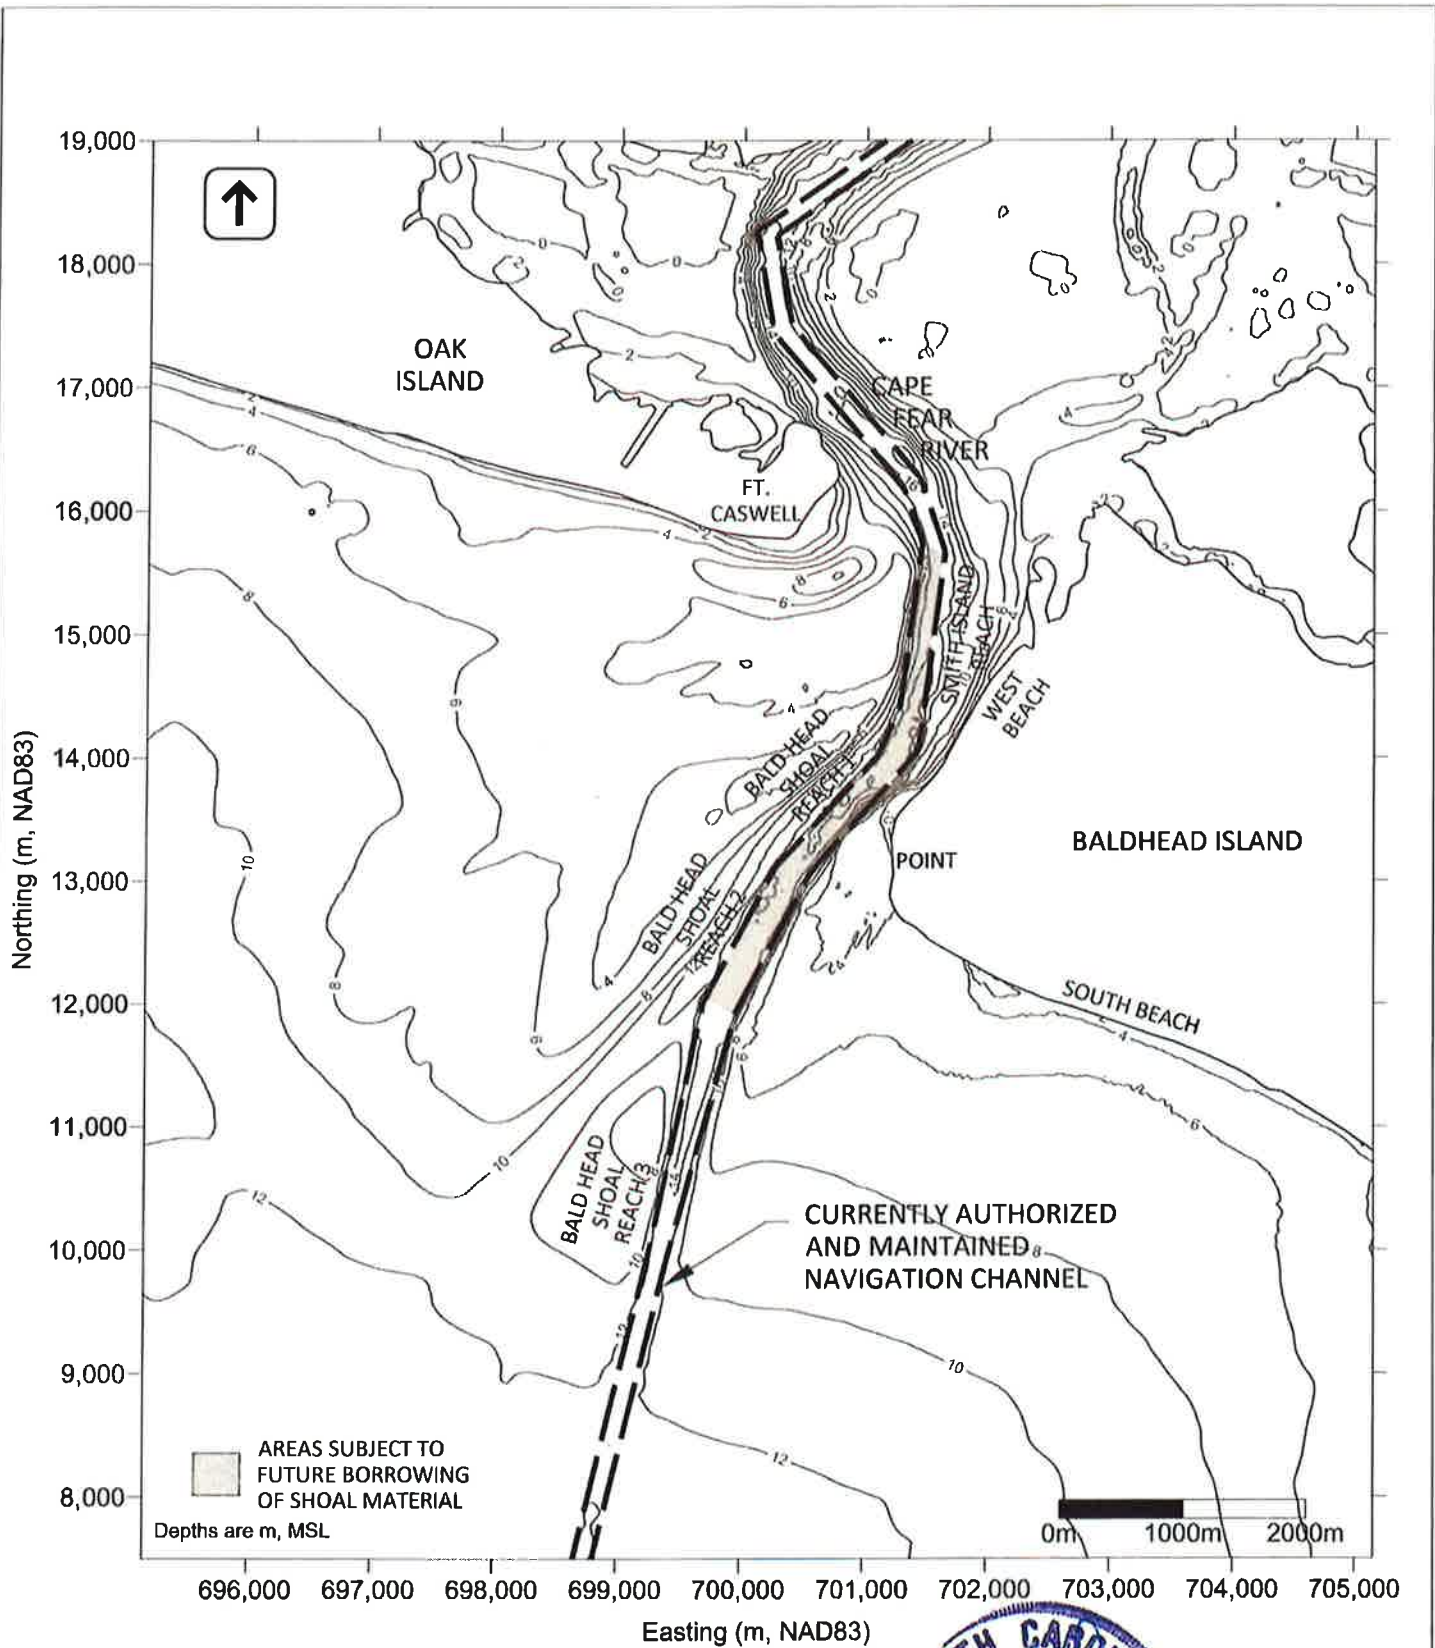 19,000
18,000
17,000
16,000
15,000
14,000
13,000
12,000
11,000
10,000
9,000
8,000
Northing (m, NAD83)
OAK
ISLAND
CAPE
FEAR
RIVER
FT.
CASWELL
SMITH ISLAND
REACH
WEST
BEACH
BALD HEAD
SHOAL
REACH 1
BALDHEAD ISLAND
POINT
BALD HEAD
SHOAL
REACH 2
SOUTH BEACH
BALD HEAD
SHOAL
REACH 3
CURRENTLY AUTHORIZED
AND MAINTAINED
NAVIGATION CHANNEL
AREAS SUBJECT TO
FUTURE BORROWING
OF SHOAL MATERIAL
Depths are m, MSL
0m 1000m 2000m
696,000 697,000 698,000 699,000 700,000 701,000 702,000 703,000 704,000 705,000
Easting (m, NAD83)